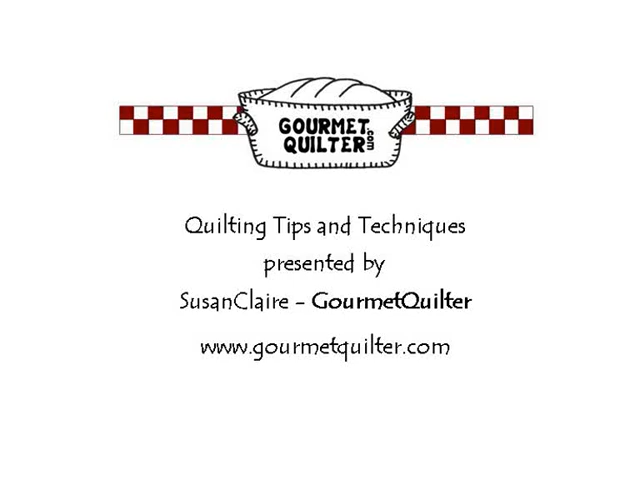 GOURMET
QUILTER.com
Quilting Tips and Techniques
presented by
SusanClaire - GourmetQuilter
www.gourmetquilter.com